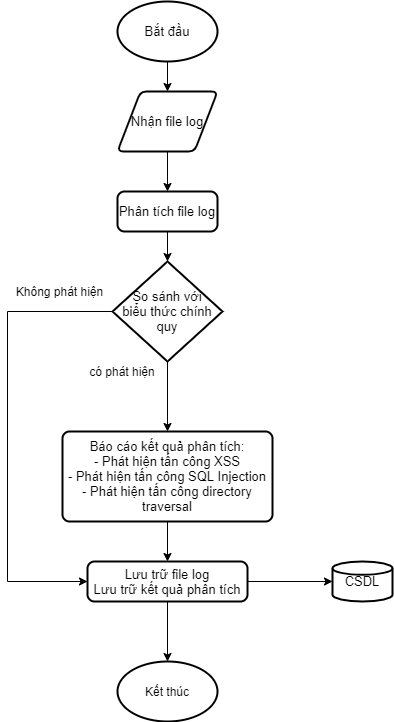 Bắt đầu
Nhận file log
Phân tích file log
So sánh với
biểu thức chính
quy
Không phát hiện
có phát hiện
Báo cáo kết quả phân tích:
- Phát hiện tấn công XSS
- Phát hiện tấn công SQL Injection
- Phát hiện tấn công directory
traversal
Lưu trữ file log
Lưu trữ kết quả phân tích
CSDL
Kết thúc